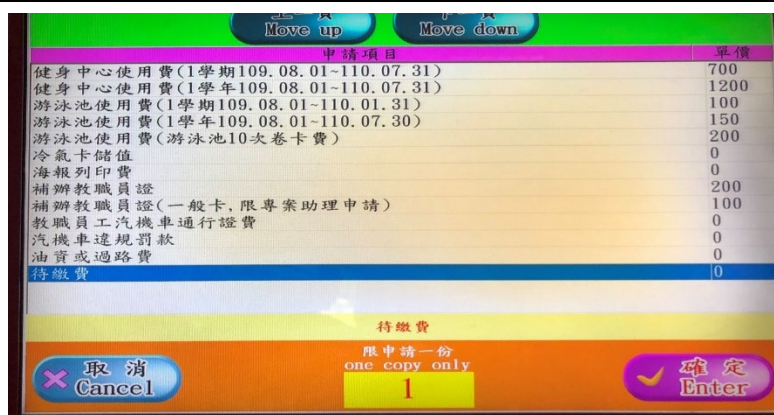 Move up
Move down
申請項目 單價
健身中心使用費(1學期109.08.01~110.07.31) 700
健身中心使用費(1學年109.08.01~110.07.31) 1200
游泳池使用費(1學期109.08.01~110.01.31) 100
游泳池使用費(1學年109.08.01~110.07.30) 150
游泳池使用費(游泳池10次卷卡費) 200
冷氣卡儲值 0
海報列印費 0
補辦教職員證 200
補辦教職員證(一般卡,限專案助理申請) 100
教職員工汽機車通行證費 0
汽機車違規罰款 0
油資或過路費 0
待繳費 0
待繳費
取消
Cancel
限申請一份
one copy only
1
確定
Enter